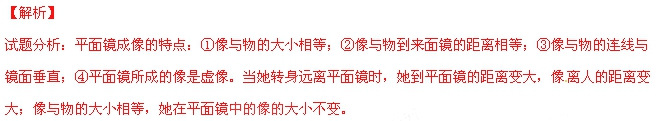 【解析】
试题分析：平面镜成像的特点：①像与物的大小相等；②像与物到来面镜的距离相等；③像与物的连线与
镜面垂直；④平面镜所成的像是虚像。当她转身远离平面镜时，她到平面镜的距离变大，像离人的距离变
大；像与物的大小相等，她在平面镜中的像的大小不变。